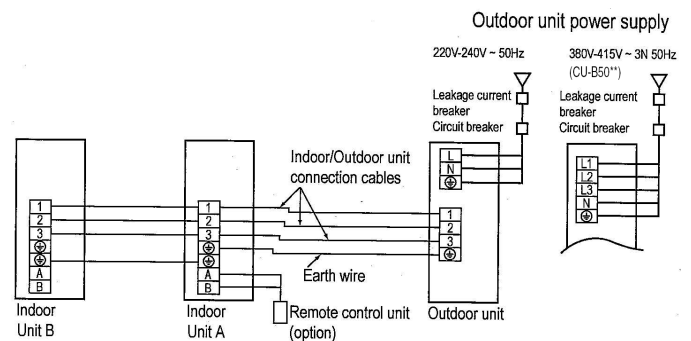 Outdoor unit power supply
220V-240V ~ 50Hz
380V-415V ~ 3N 50Hz
(CU-B50**)
Leakage current
breaker
Circuit breaker
Leakage current
breaker
Circuit breaker
L
N
L1
L2
L3
N
Indoor/Outdoor unit
connection cables
1
2
3
A
B
1
2
3
A
B
1
2
3
Earth wire
Indoor
Unit B
Indoor
Unit A
Remote control unit
(option)
Outdoor unit